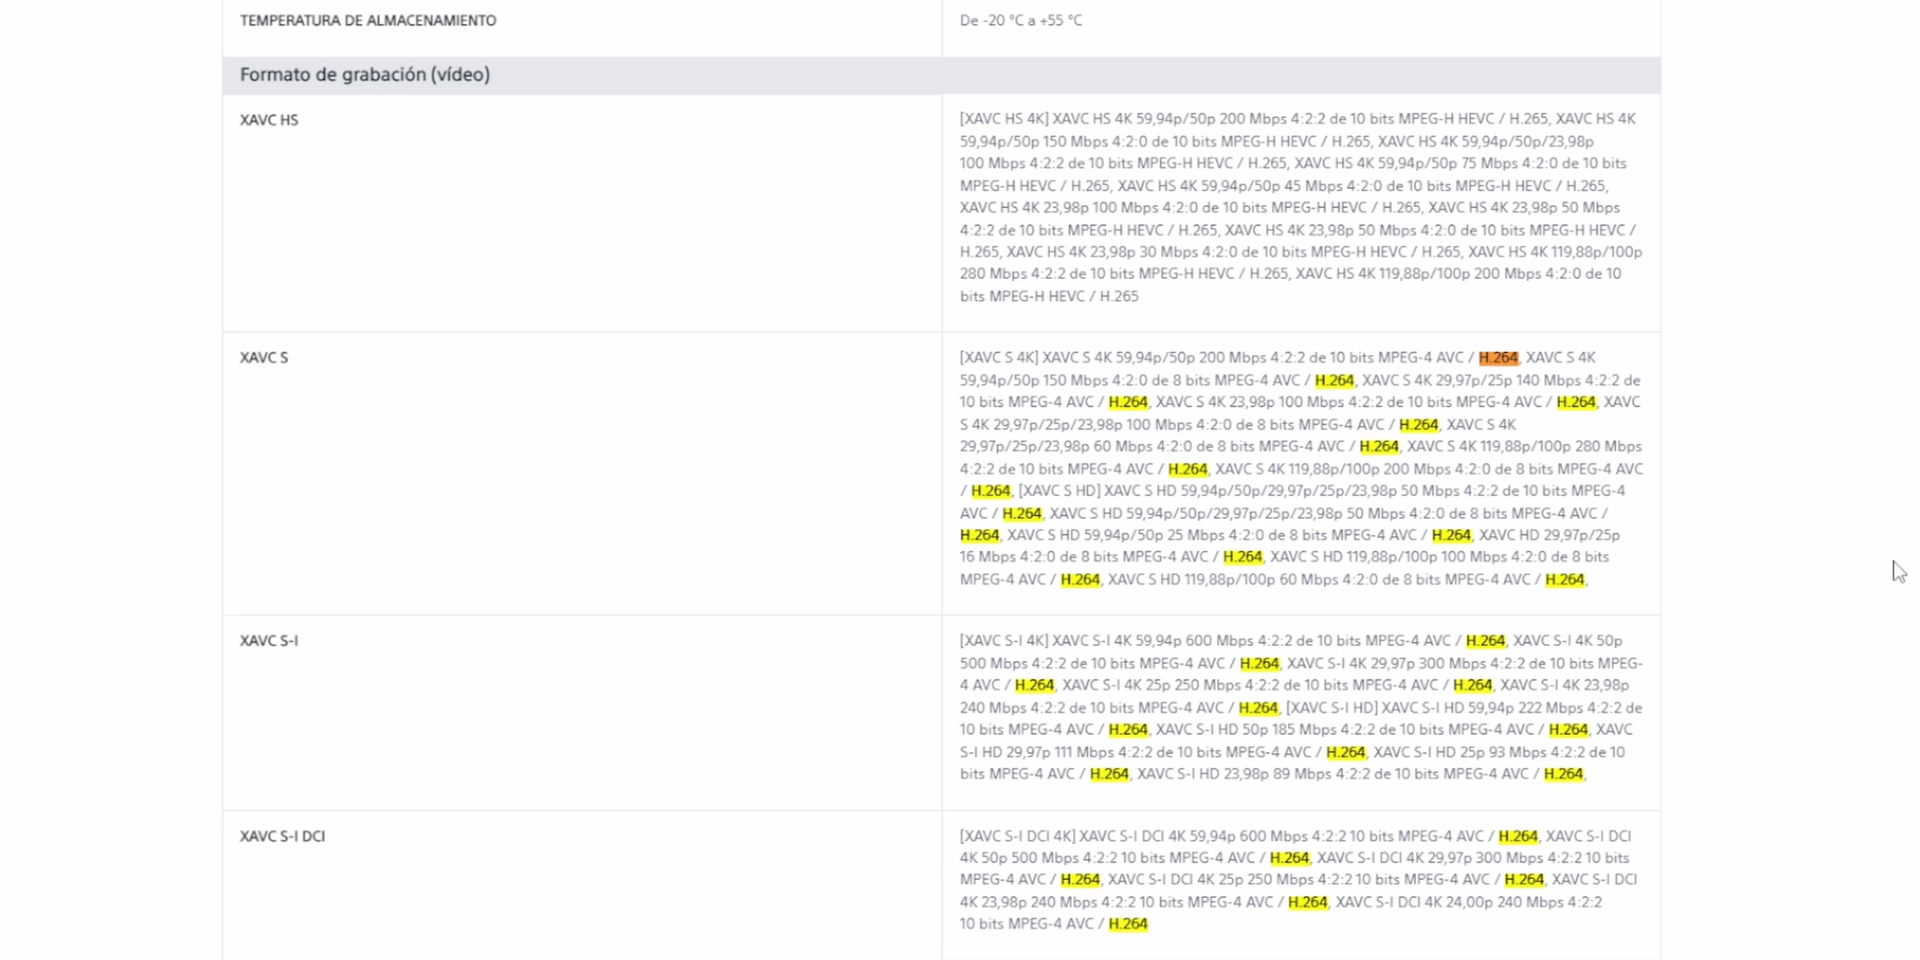 TEMPERATURA DE ALMACENAMIENTO
De -20 °C a +55 °C
Formato de grabación (vídeo)
XAVC HS
[XAVC HS 4K] XAVC HS 4K 59,94p/50p 200 Mbps 4:2:2 de 10 bits MPEG-H HEVC / H.265, XAVC HS 4K
59,94p/50p 150 Mbps 4:2:0 de 10 bits MPEG-H HEVC / H.265, XAVC HS 4K 59,94p/50p/23,98p
100 Mbps 4:2:2 de 10 bits MPEG-H HEVC / H.265, XAVC HS 4K 59,94p/50p 75 Mbps 4:2:0 de 10 bits
MPEG-H HEVC / H.265, XAVC HS 4K 59,94p/50p 45 Mbps 4:2:0 de 10 bits MPEG-H HEVC / H.265,
XAVC HS 4K 23,98p 100 Mbps 4:2:0 de 10 bits MPEG-H HEVC / H.265, XAVC HS 4K 23,98p 50 Mbps
4:2:2 de 10 bits MPEG-H HEVC / H.265, XAVC HS 4K 23,98p 50 Mbps 4:2:0 de 10 bits MPEG-H HEVC /
H.265, XAVC HS 4K 23,98p 30 Mbps 4:2:0 de 10 bits MPEG-H HEVC / H.265, XAVC HS 4K 119,88p/100p
280 Mbps 4:2:2 de 10 bits MPEG-H HEVC / H.265, XAVC HS 4K 119,88p/100p 200 Mbps 4:2:0 de 10
bits MPEG-H HEVC / H.265
XAVC S
[XAVC S 4K] XAVC S 4K 59,94p/50p 200 Mbps 4:2:2 de 10 bits MPEG-4 AVC / H.264, XAVC S 4K
59,94p/50p 150 Mbps 4:2:0 de 8 bits MPEG-4 AVC / H.264, XAVC S 4K 29,97p/25p 140 Mbps 4:2:2 de
10 bits MPEG-4 AVC / H.264, XAVC S 4K 23,98p 100 Mbps 4:2:2 de 10 bits MPEG-4 AVC / H.264, XAVC
S 4K 29,97p/25p/23,98p 100 Mbps 4:2:0 de 8 bits MPEG-4 AVC / H.264, XAVC S 4K
29,97p/25p/23,98p 60 Mbps 4:2:0 de 8 bits MPEG-4 AVC / H.264, XAVC S 4K 119,88p/100p 280 Mbps
4:2:2 de 10 bits MPEG-4 AVC / H.264, XAVC S 4K 119,88p/100p 200 Mbps 4:2:0 de 8 bits MPEG-4 AVC
/ H.264, [XAVC S HD] XAVC S HD 59,94p/50p/29,97p/25p/23,98p 50 Mbps 4:2:2 de 10 bits MPEG-4
AVC / H.264, XAVC S HD 59,94p/50p/29,97p/25p/23,98p 50 Mbps 4:2:0 de 8 bits MPEG-4 AVC /
H.264, XAVC S HD 59,94p/50p 25 Mbps 4:2:0 de 8 bits MPEG-4 AVC / H.264, XAVC HD 29,97p/25p
16 Mbps 4:2:0 de 8 bits MPEG-4 AVC / H.264, XAVC S HD 119,88p/100p 100 Mbps 4:2:0 de 8 bits
MPEG-4 AVC / H.264, XAVC S HD 119,88p/100p 60 Mbps 4:2:0 de 8 bits MPEG-4 AVC / H.264,
XAVC S-I
[XAVC S-I 4K] XAVC S-I 4K 59,94p 600 Mbps 4:2:2 de 10 bits MPEG-4 AVC / H.264, XAVC S-I 4K 50p
500 Mbps 4:2:2 de 10 bits MPEG-4 AVC / H.264, XAVC S-I 4K 29,97p 300 Mbps 4:2:2 de 10 bits MPEG-
4 AVC / H.264, XAVC S-I 4K 25p 250 Mbps 4:2:2 de 10 bits MPEG-4 AVC / H.264, XAVC S-I 4K 23,98p
240 Mbps 4:2:2 de 10 bits MPEG-4 AVC / H.264, [XAVC S-I HD] XAVC S-I HD 59,94p 222 Mbps 4:2:2 de
10 bits MPEG-4 AVC / H.264, XAVC S-I HD 50p 185 Mbps 4:2:2 de 10 bits MPEG-4 AVC / H.264, XAVC
S-I HD 29,97p 111 Mbps 4:2:2 de 10 bits MPEG-4 AVC / H.264, XAVC S-I HD 25p 93 Mbps 4:2:2 de 10
bits MPEG-4 AVC / H.264, XAVC S-I HD 23,98p 89 Mbps 4:2:2 de 10 bits MPEG-4 AVC / H.264,
XAVC S-I DCI
[XAVC S-I DCI 4K] XAVC S-I DCI 4K 59,94p 600 Mbps 4:2:2 10 bits MPEG-4 AVC / H.264, XAVC S-I DCI
4K 50p 500 Mbps 4:2:2 10 bits MPEG-4 AVC / H.264, XAVC S-I DCI 4K 29,97p 300 Mbps 4:2:2 10 bits
MPEG-4 AVC / H.264, XAVC S-I DCI 4K 25p 250 Mbps 4:2:2 10 bits MPEG-4 AVC / H.264, XAVC S-I DCI
4K 23,98p 240 Mbps 4:2:2 10 bits MPEG-4 AVC / H.264, XAVC S-I DCI 4K 24,00p 240 Mbps 4:2:2
10 bits MPEG-4 AVC / H.264